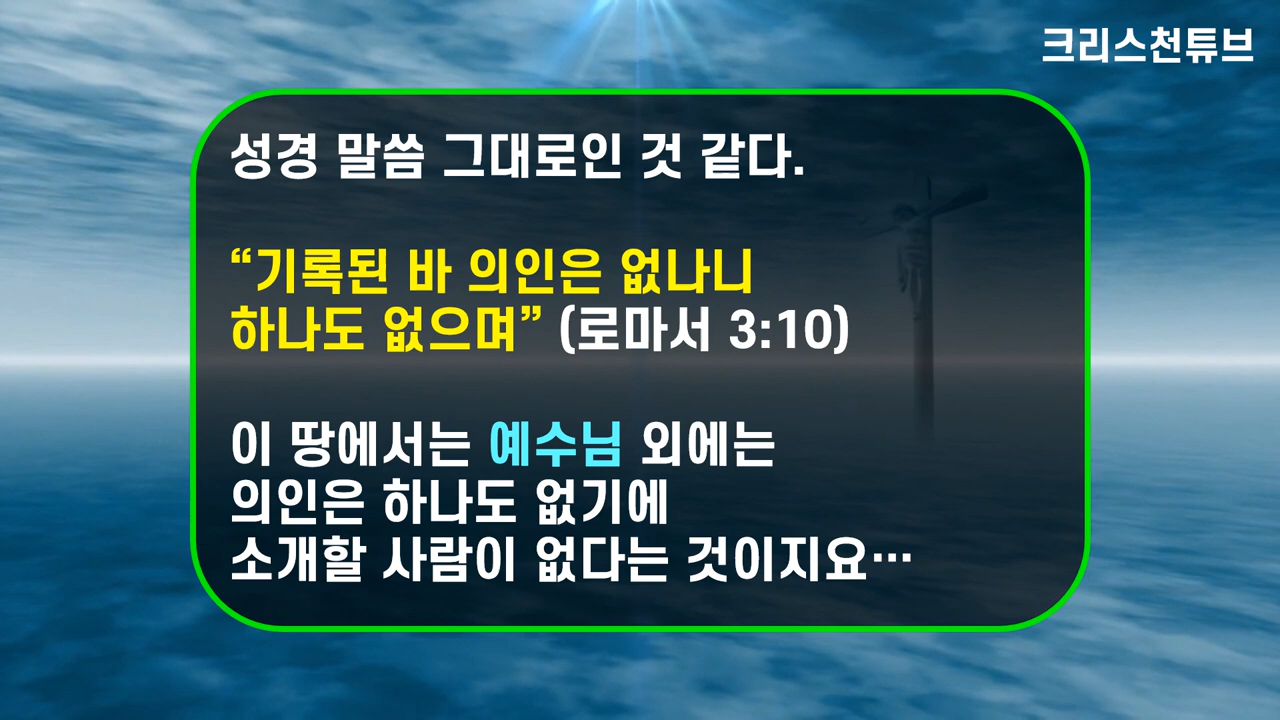 크리스천튜브
성경 말씀 그대로인 것 같다.
“기록된 바 의인은 없나니
하나도 없으며” (로마서 3:10)
이 땅에서는 예수님 외에는
의인은 하나도 없기에
소개할 사람이 없다는 것이지요…